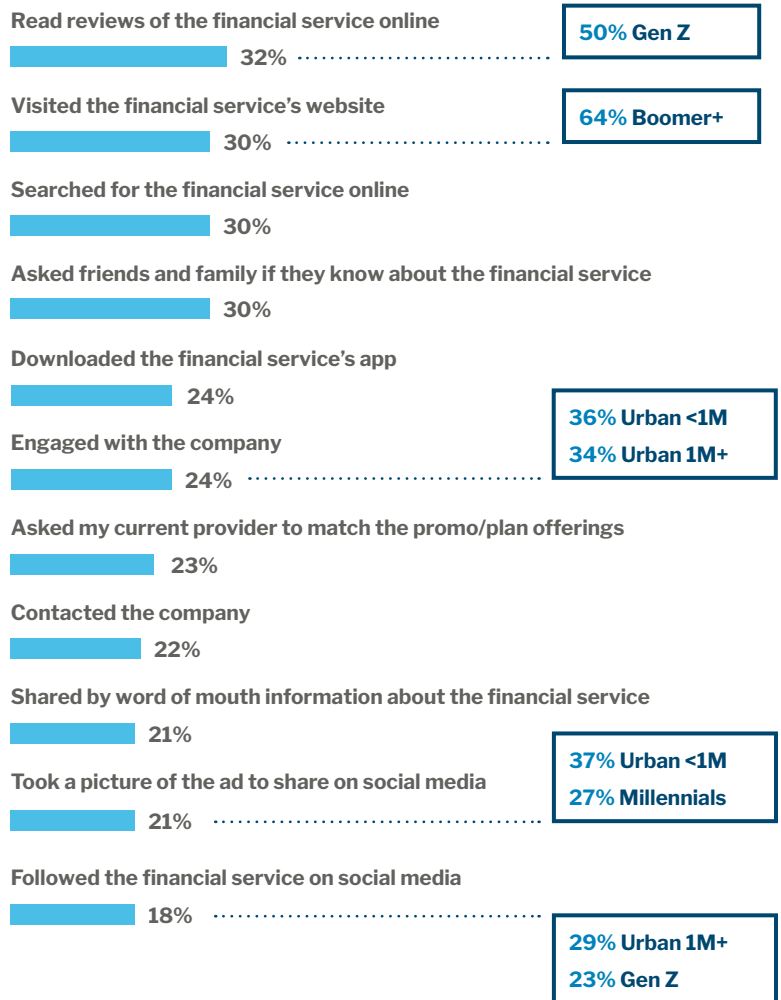 Read reviews of the financial service online
32%
50% Gen Z
Visited the financial service's website
30%
64% Boomer+
Searched for the financial service online
30%
Asked friends and family if they know about the financial service
30%
Downloaded the financial service's app
24%
Engaged with the company
24%
36% Urban <1M
34% Urban 1M+
Asked my current provider to match the promo/plan offerings
23%
Contacted the company
22%
Shared by word of mouth information about the financial service
21%
Took a picture of the ad to share on social media
21%
37% Urban <1M
27% Millennials
Followed the financial service on social media
18%
29% Urban 1M+
23% Gen Z